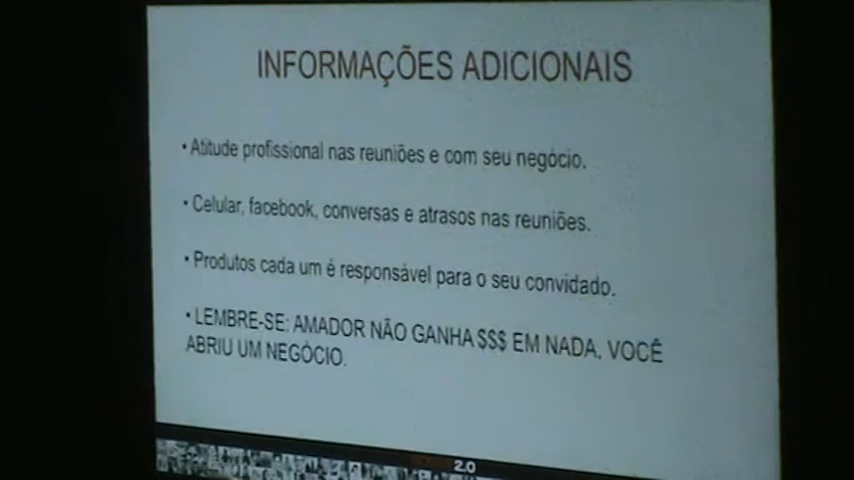 INFORMAÇÕES ADICIONAIS
• Atitude profissional nas reuniões e com seu negócio.
• Celular, facebook, conversas e atrasos nas reuniões.
• Produtos cada um é responsável para o seu convidado.
• LEMBRE-SE: AMADOR NÃO GANHA $$$ EM NADA. VOCÊ
ABRIU UM NEGÓCIO.
2.0